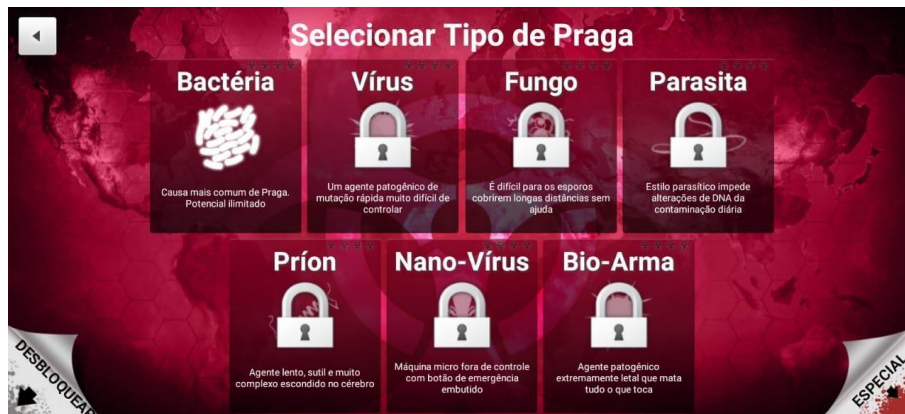 Selecionar Tipo de Praga
Bactéria
Causa mais comum de Praga.
Potencial ilimitado
Vírus
Um agente patogênico de
mutação rápida muito difícil de
controlar
Fungo
É difícil para os esporos
cobrirem longas distâncias sem
ajuda
Parasita
Estilo parasítico impede
alterações de DNA da
contaminação diária
Príon
Agente lento, sutil e muito
complexo escondido no cérebro
Nano-Vírus
Máquina micro fora de controle
com botão de emergência
embutido
Bio-Arma
Agente patogênico
extremamente letal que mata
tudo o que toca
DESBLOQUEAR
ESPECIAL